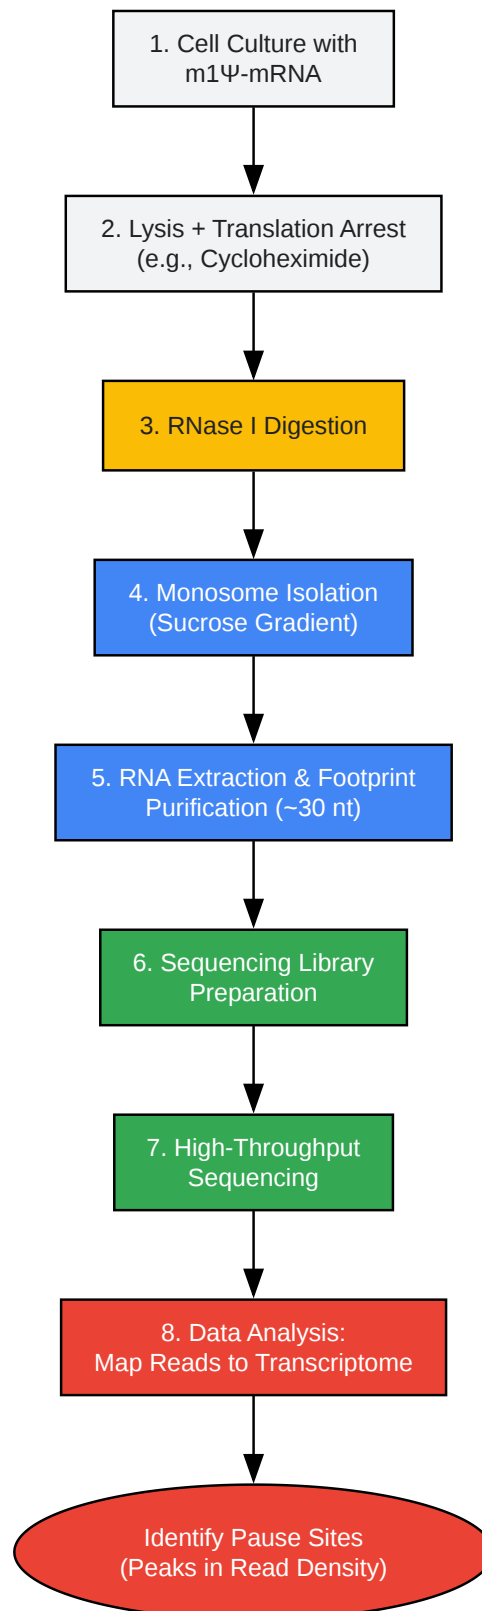 1. Cell Culture with
m1Ψ-mRNA
2. Lysis + Translation Arrest
(e.g., Cycloheximide)
3. RNase I Digestion
4. Monosome Isolation
(Sucrose Gradient)
5. RNA Extraction & Footprint
Purification (~30 nt)
6. Sequencing Library
Preparation
7. High-Throughput
Sequencing
8. Data Analysis:
Map Reads to Transcriptome
Identify Pause Sites
(Peaks in Read Density)